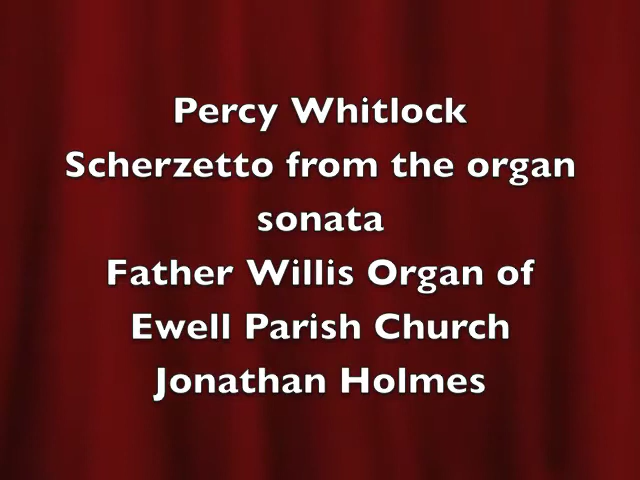 Percy Whitlock
Scherzetto from the organ
sonata
Father Willis Organ of
Ewell Parish Church
Jonathan Holmes